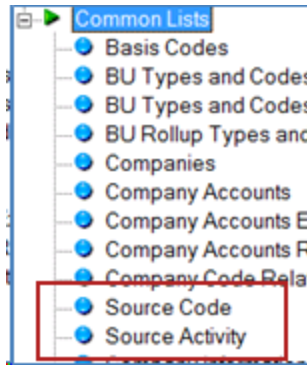 Common Lists
Basis Codes
BU Types and Codes
BU Types and Codes
BU Rollup Types and
Companies
Company Accounts
Company Accounts E
Company Accounts R
Company Code Rela
Source Code
Source Activity